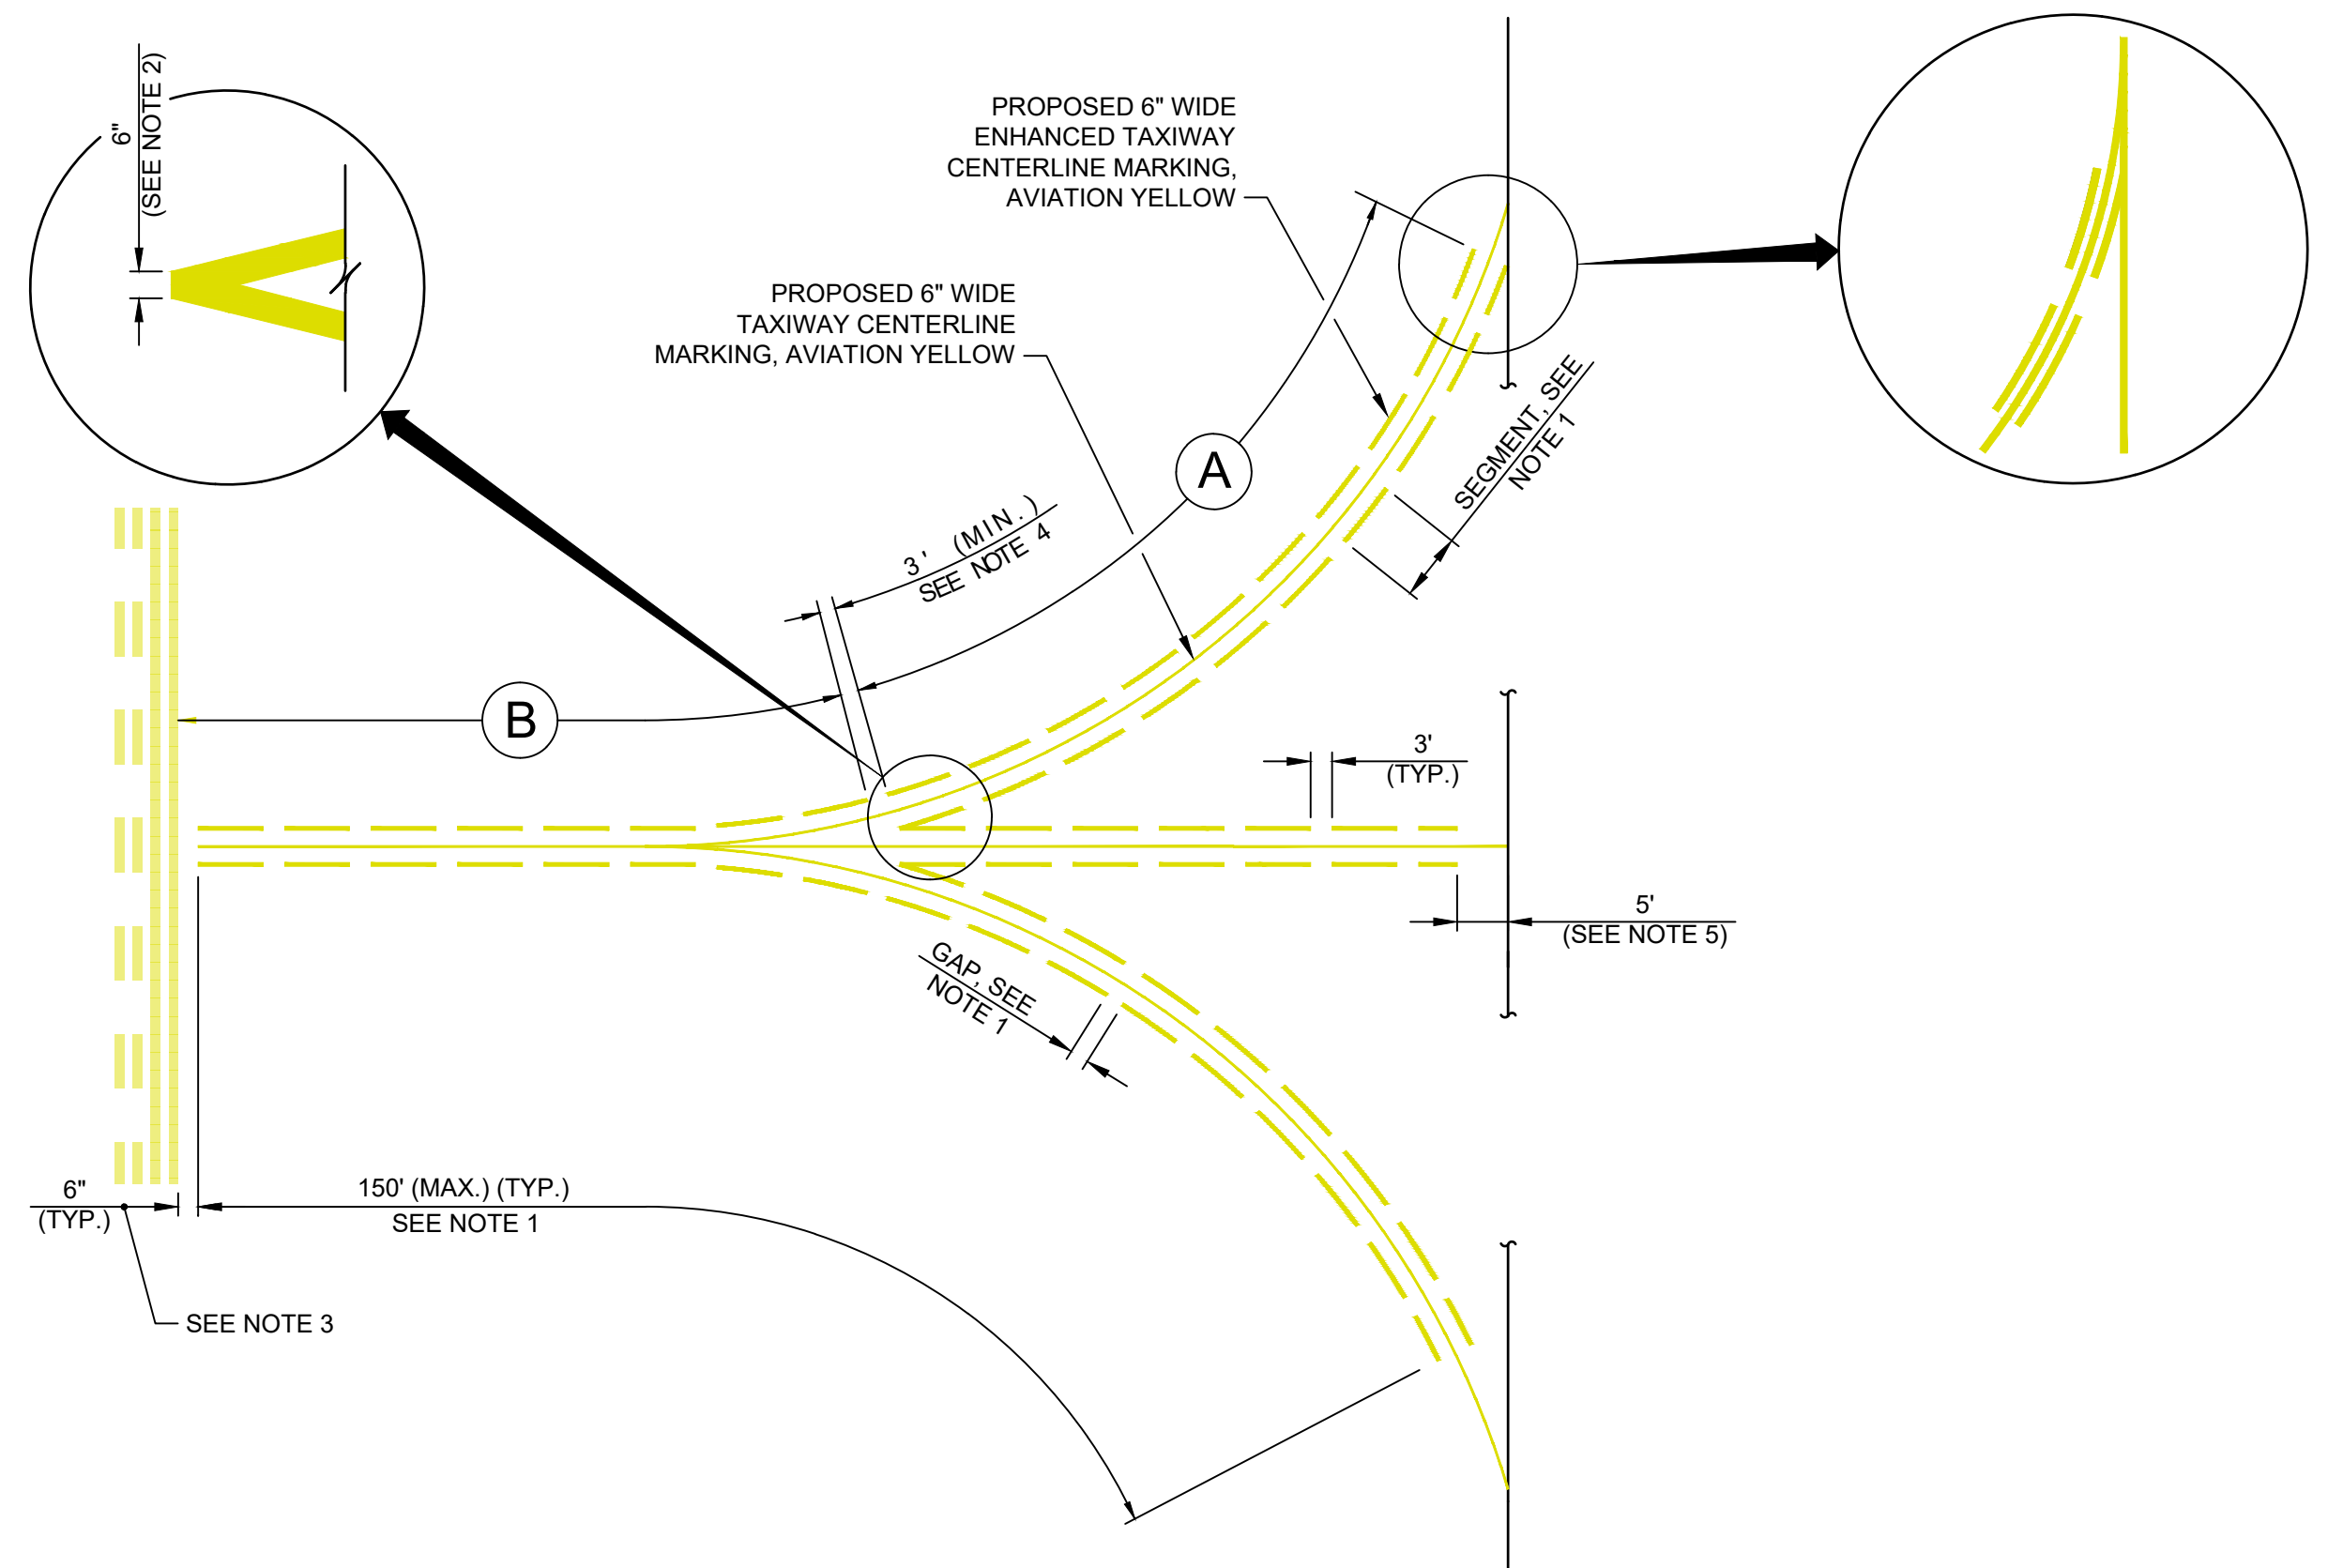 6"
(SEE NOTE 2)
PROPOSED 6" WIDE
ENHANCED TAXIWAY
CENTERLINE MARKING,
AVIATION YELLOW
PROPOSED 6" WIDE
TAXIWAY CENTERLINE
MARKING, AVIATION YELLOW
A
SEGMENT, SEE
NOTE 1
3' (MIN.)
SEE NOTE 4
B
3'
(TYP.)
5'
(SEE NOTE 5)
GAP, SEE
NOTE 1
6"
(TYP.)
150' (MAX.) (TYP.)
SEE NOTE 1
SEE NOTE 3